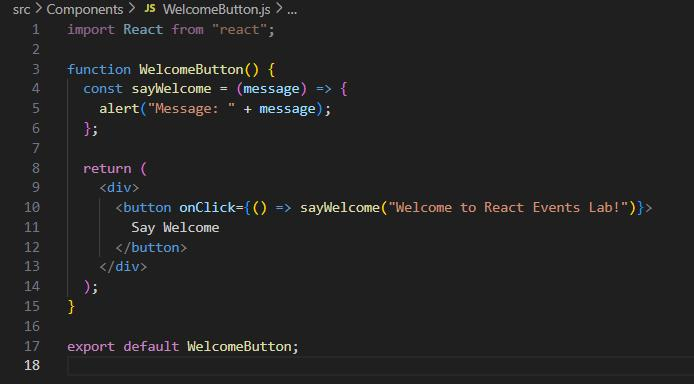 src > Components > JS WelcomeButton.js > ...
1 import React from "react";
2
3 function WelcomeButton() {
4   const sayWelcome = (message) => {
5     alert("Message: " + message);
6   };
7
8   return (
9     <div>
10       <button onClick={() => sayWelcome("Welcome to React Events Lab!")}>
11         Say Welcome
12       </button>
13     </div>
14   );
15 }
16
17 export default WelcomeButton;
18